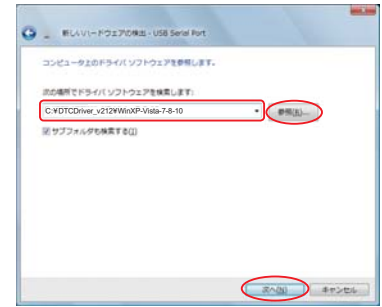 新しいハードウェアの検出 - USB Serial Port
コンピュータ上のドライバ ソフトウェアを参照します。
次の場所でドライバ ソフトウェアを検索します:
C:¥DTCDriver_v212¥WinXP-Vista-7-8-10
参照(R)...
サブフォルダも検索する(I)
次へ(N)
キャンセル